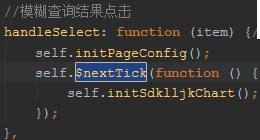 //模糊查询结果点击
handleSelect: function (item) {/
self.initPageConfig();
self.$nextTick(function () {
self.initSdklljkChart();
});
},